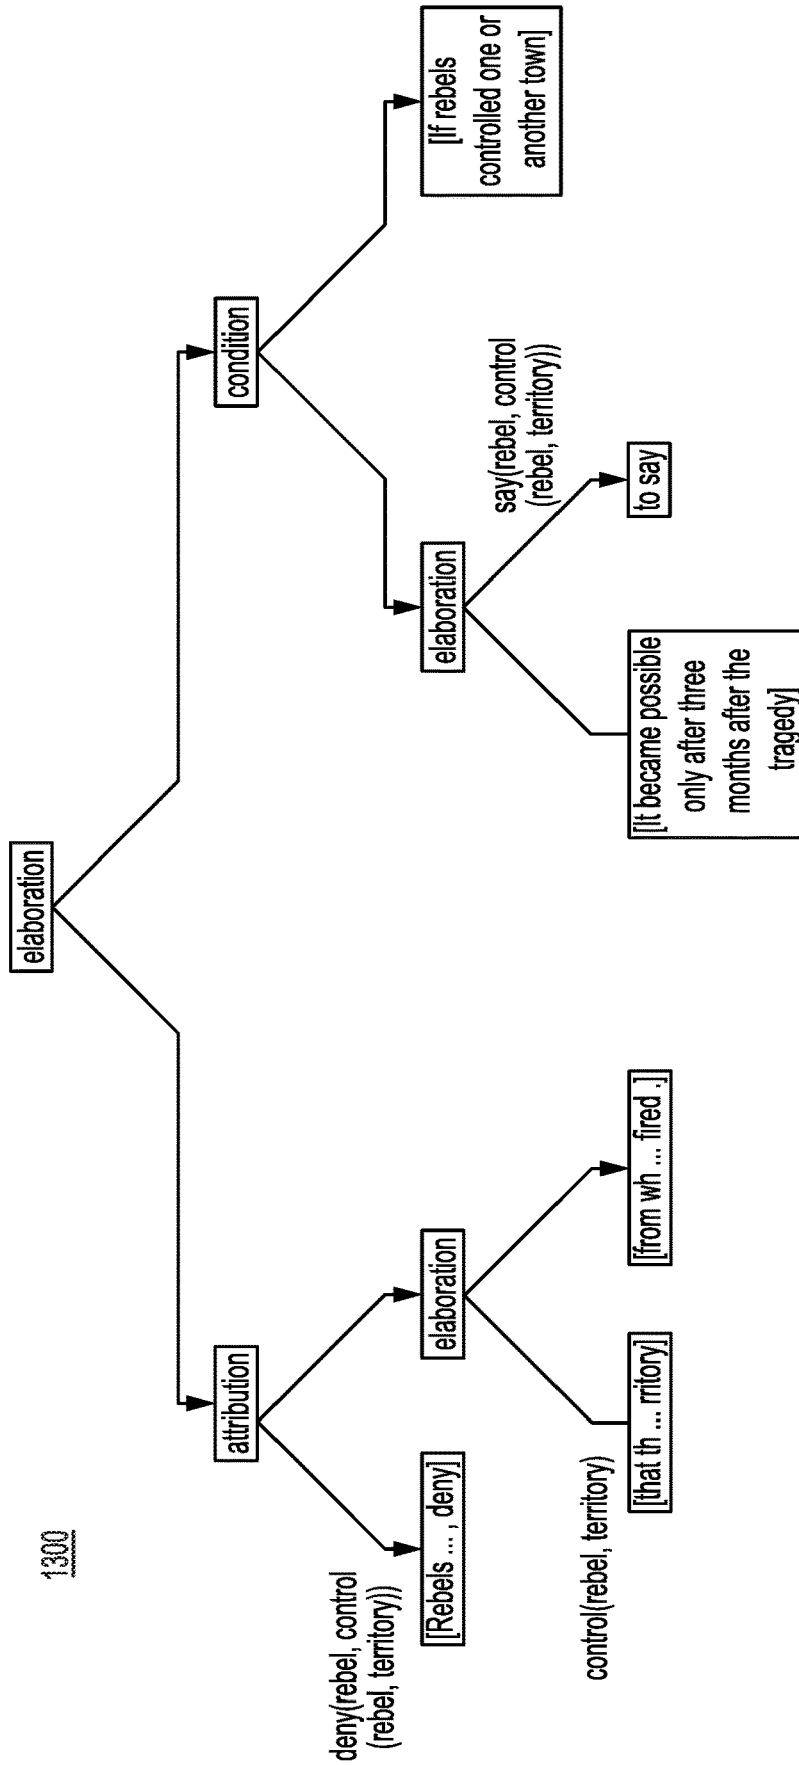 1300
elaboration
attribution
condition
deny(rebel, control
(rebel, territory))
[Rebels ... , deny]
elaboration
elaboration
say(rebel, control
(rebel, territory))
[If rebels
controlled one or
another town]
control(rebel, territory)
[that th ... rritory]
[from wh ... fired .]
[It became possible
only after three
months after the
tragedy]
to say